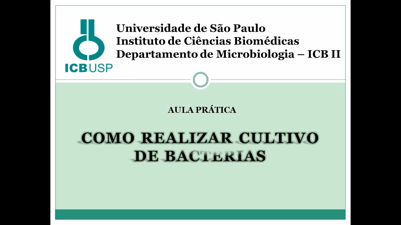 Universidade de São Paulo
Instituto de Ciências Biomédicas
Departamento de Microbiologia – ICB II
ICBUSP
AULA PRÁTICA
COMO REALIZAR CULTIVO
DE BACTERIAS